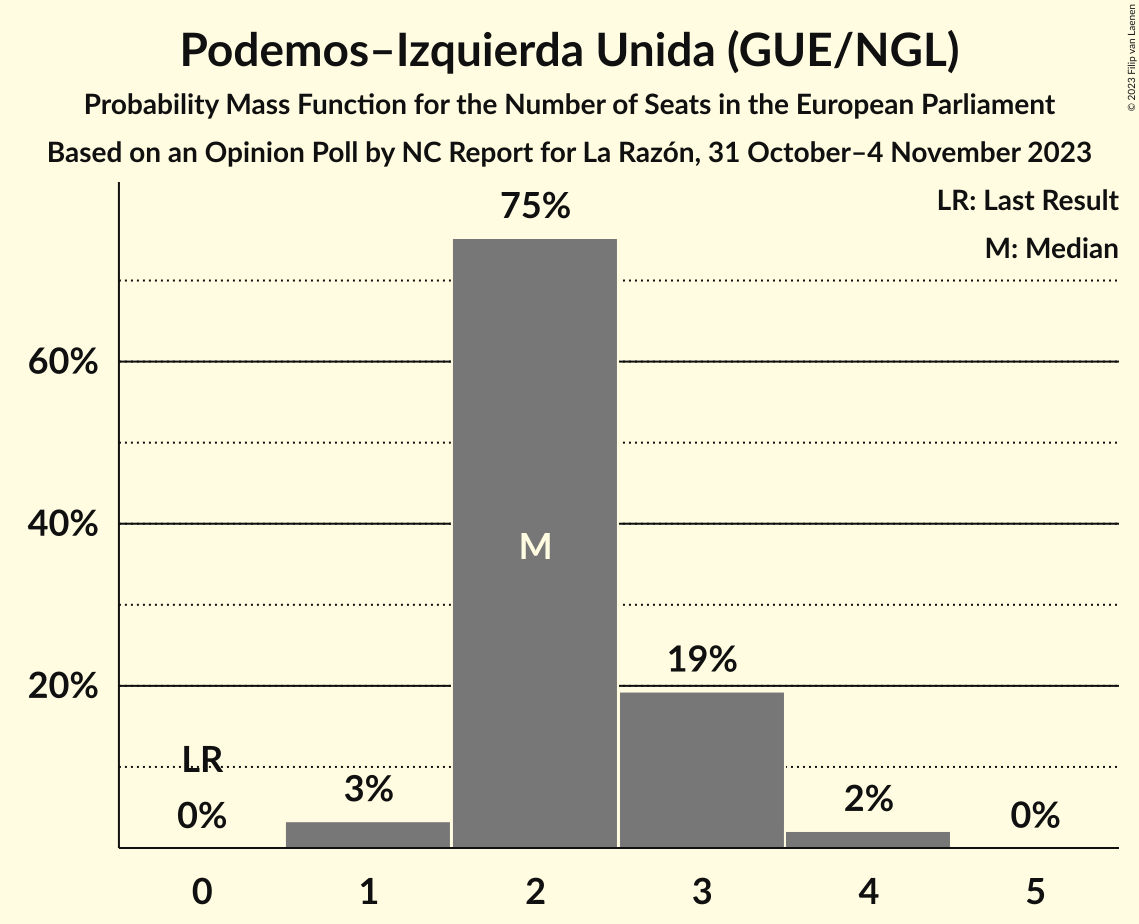 Podemos–Izquierda Unida (GUE/NGL)
Probability Mass Function for the Number of Seats in the European Parliament
Based on an Opinion Poll by NC Report for La Razón, 31 October–4 November 2023
© 2023 Filip van Laenen
LR: Last Result
M: Median
75%
60%
40%
M
19%
20%
LR
3%
2%
0%
0%
0 1 2 3 4 5